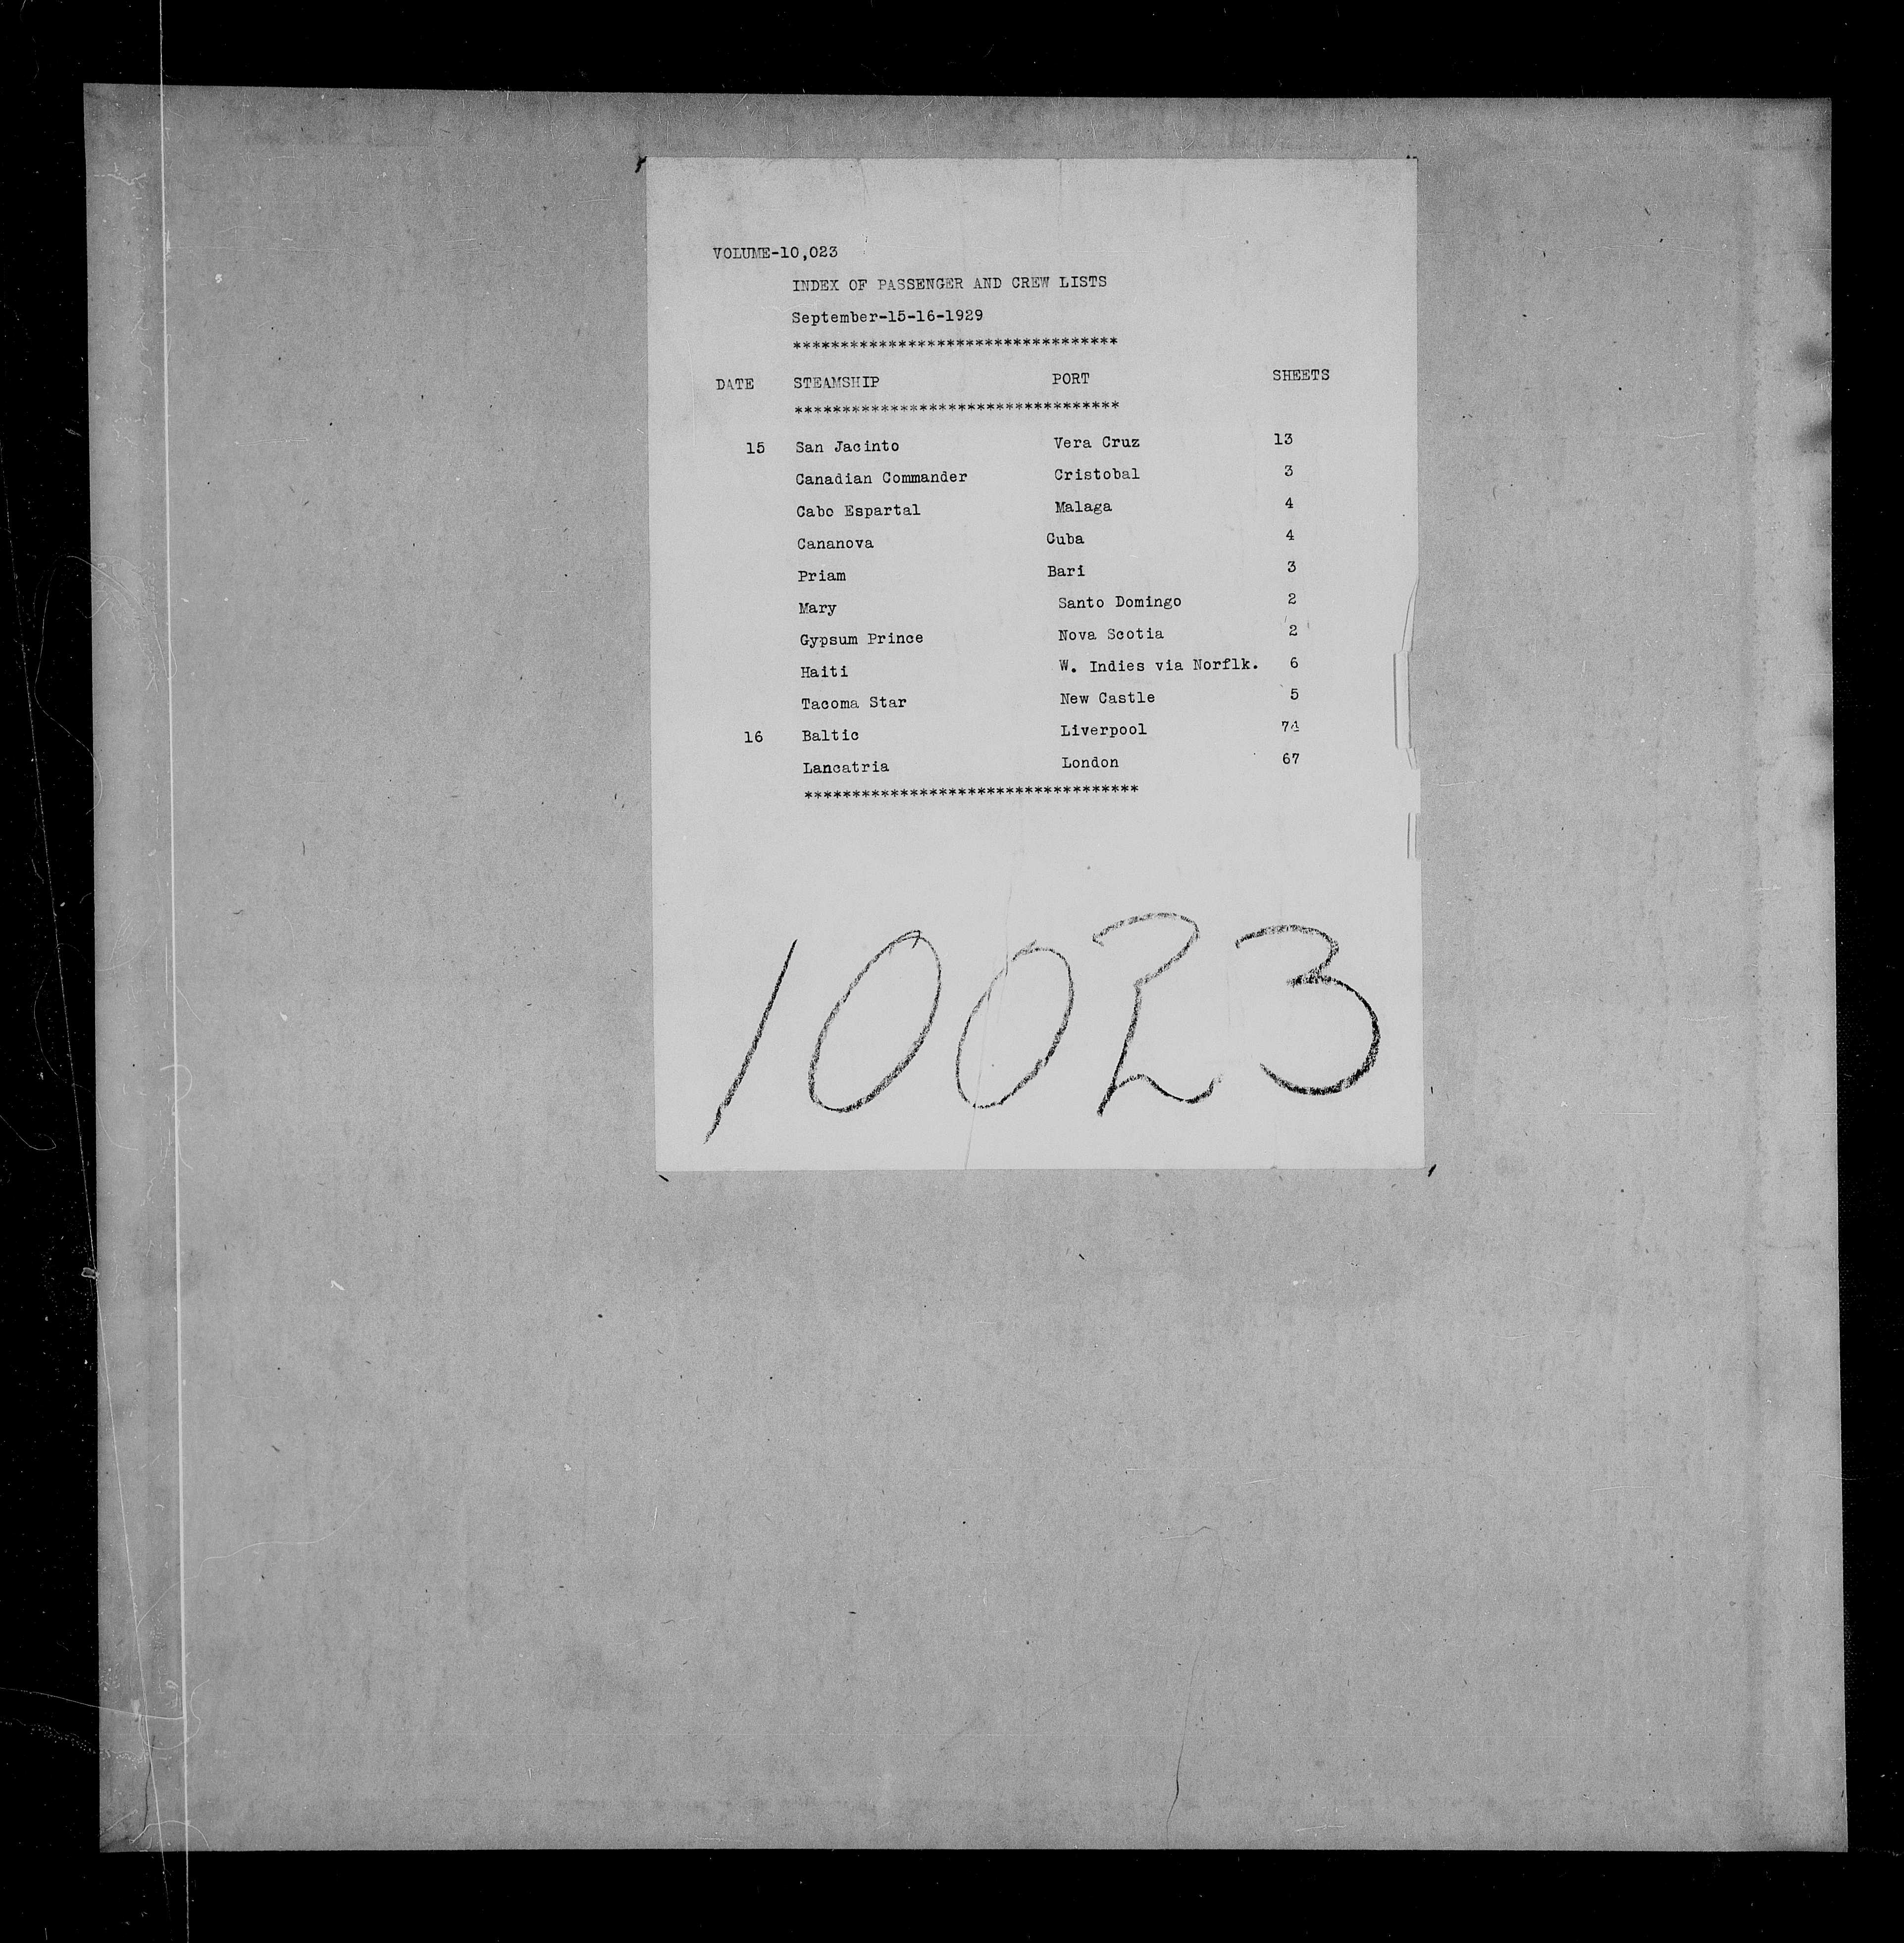 VOLUME-10,023
INDEX OF PASSENGER AND CREW LISTS
September-15-16-1929
**********************************
DATE STEAMSHIP PORT SHEETS
**********************************
15 San Jacinto Vera Cruz 13
Canadian Commander Cristobal 3
Cabo Espartal Malaga 4
Cananova Cuba 4
Priam Bari 3
Mary Santo Domingo 2
Gypsum Prince Nova Scotia 2
Haiti W. Indies via Norflk. 6
Tacoma Star New Castle 5
16 Baltic Liverpool 74
Lancatria London 67
***********************************
10023